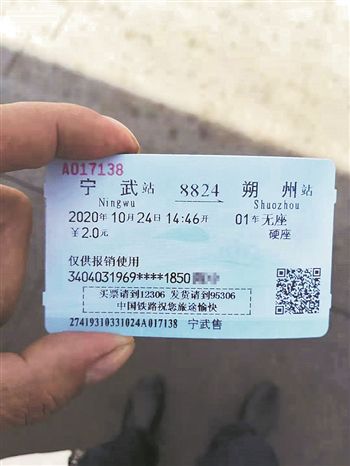 A017138
宁武站 8824 朔州站
Ningwu Shuozhou
2020年10月24日14:46开 01车无座
￥2.0元 硬座
仅供报销使用
3404031969****1850
买票请到12306 发货请到95306
中国铁路祝您旅途愉快
27419310331024A017138 宁武售